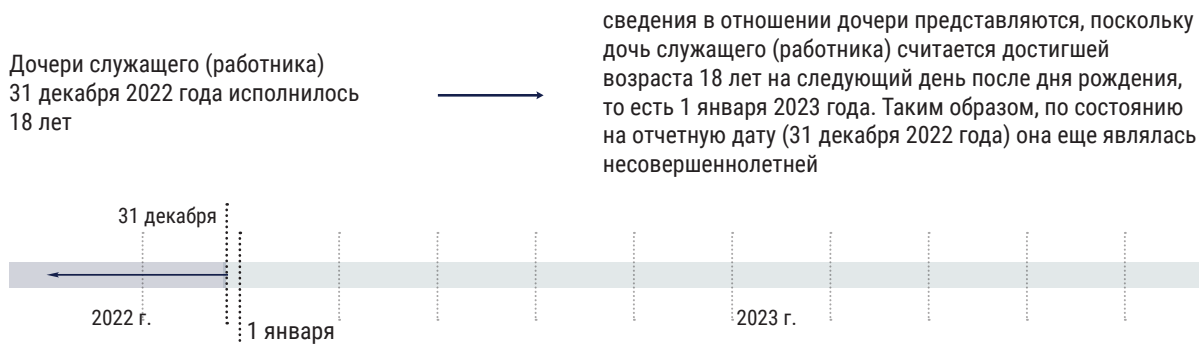 Дочери служащего (работника)
31 декабря 2022 года исполнилось
18 лет
сведения в отношении дочери представляются, поскольку
дочь служащего (работника) считается достигшей
возраста 18 лет на следующий день после дня рождения,
то есть 1 января 2023 года. Таким образом, по состоянию
на отчетную дату (31 декабря 2022 года) она еще являлась
несовершеннолетней
31 декабря
2022 г.
1 января
2023 г.